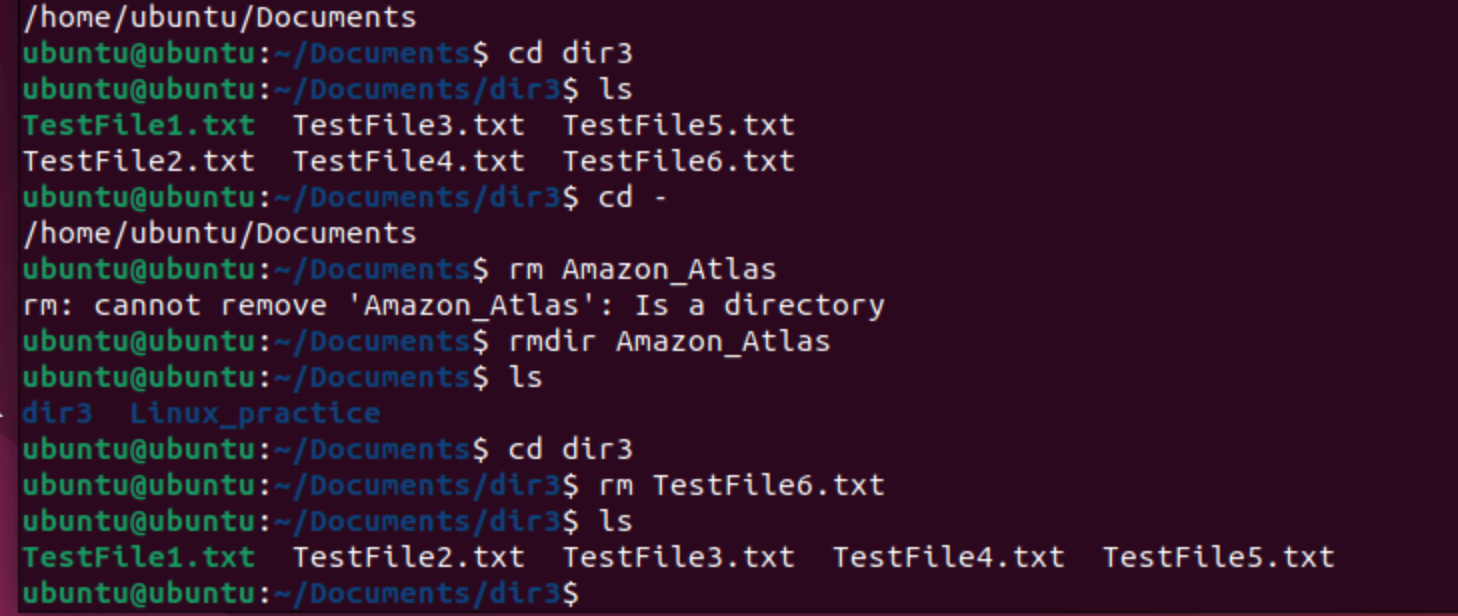 /home/ubuntu/Documents
ubuntu@ubuntu:~/Documents$ cd dir3
ubuntu@ubuntu:~/Documents/dir3$ ls
TestFile1.txt  TestFile3.txt  TestFile5.txt
TestFile2.txt  TestFile4.txt  TestFile6.txt
ubuntu@ubuntu:~/Documents/dir3$ cd -
/home/ubuntu/Documents
ubuntu@ubuntu:~/Documents$ rm Amazon_Atlas
rm: cannot remove 'Amazon_Atlas': Is a directory
ubuntu@ubuntu:~/Documents$ rmdir Amazon_Atlas
ubuntu@ubuntu:~/Documents$ ls
dir3  Linux_practice
ubuntu@ubuntu:~/Documents$ cd dir3
ubuntu@ubuntu:~/Documents/dir3$ rm TestFile6.txt
ubuntu@ubuntu:~/Documents/dir3$ ls
TestFile1.txt  TestFile2.txt  TestFile3.txt  TestFile4.txt  TestFile5.txt
ubuntu@ubuntu:~/Documents/dir3$